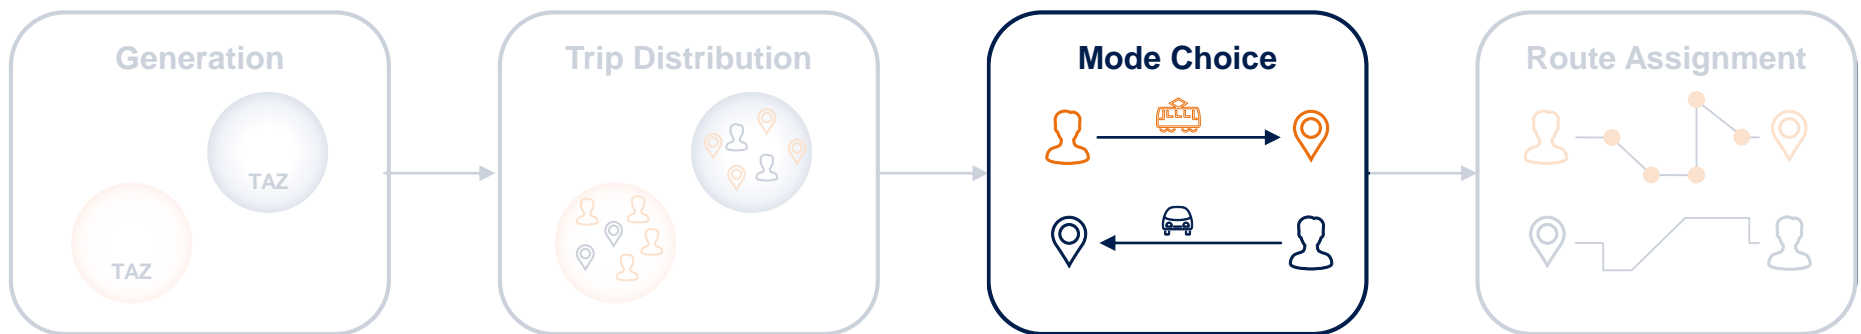 Generation
TAZ
TAZ
Trip Distribution
Mode Choice
Route Assignment